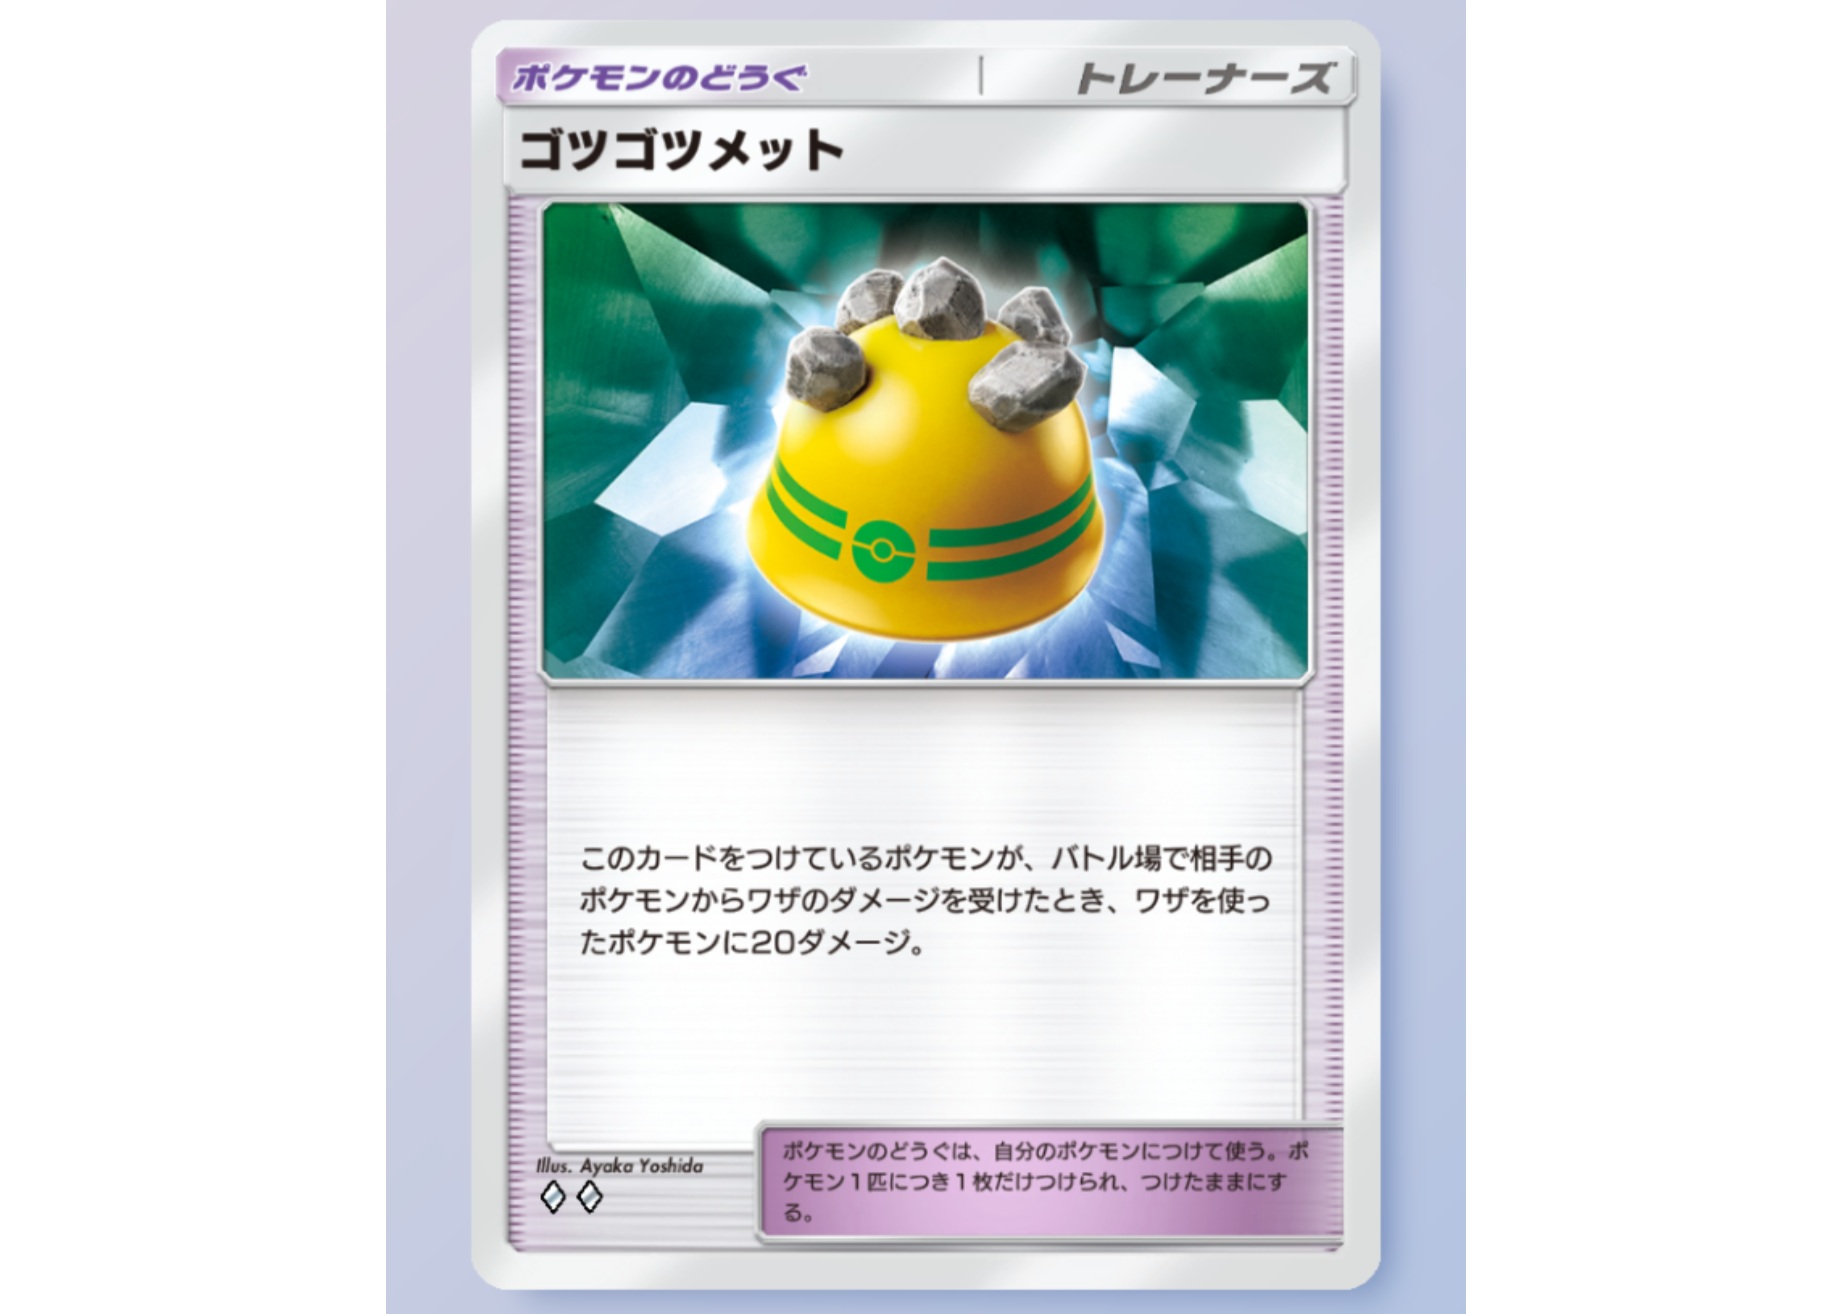 ポケモンのどうぐ
トレーナーズ
ゴツゴツメット
このカードをつけているポケモンが、バトル場で相手の
ポケモンからワザのダメージを受けたとき、ワザを使っ
たポケモンに20ダメージ。
Illus. Ayaka Yoshida
ポケモンのどうぐは、自分のポケモンにつけて使う。ポ
ケモン1匹につき1枚だけつけられ、つけたままにす
る。